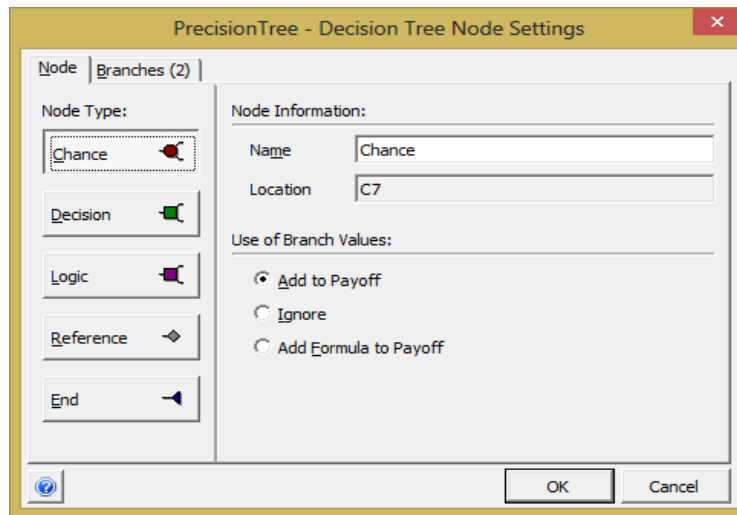 PrecisionTree - Decision Tree Node Settings
Node
Branches (2)
Node Type:
Chance
Decision
Logic
Reference
End
Node Information:
Name
Chance
Location
C7
Use of Branch Values:
Add to Payoff
Ignore
Add Formula to Payoff
OK
Cancel